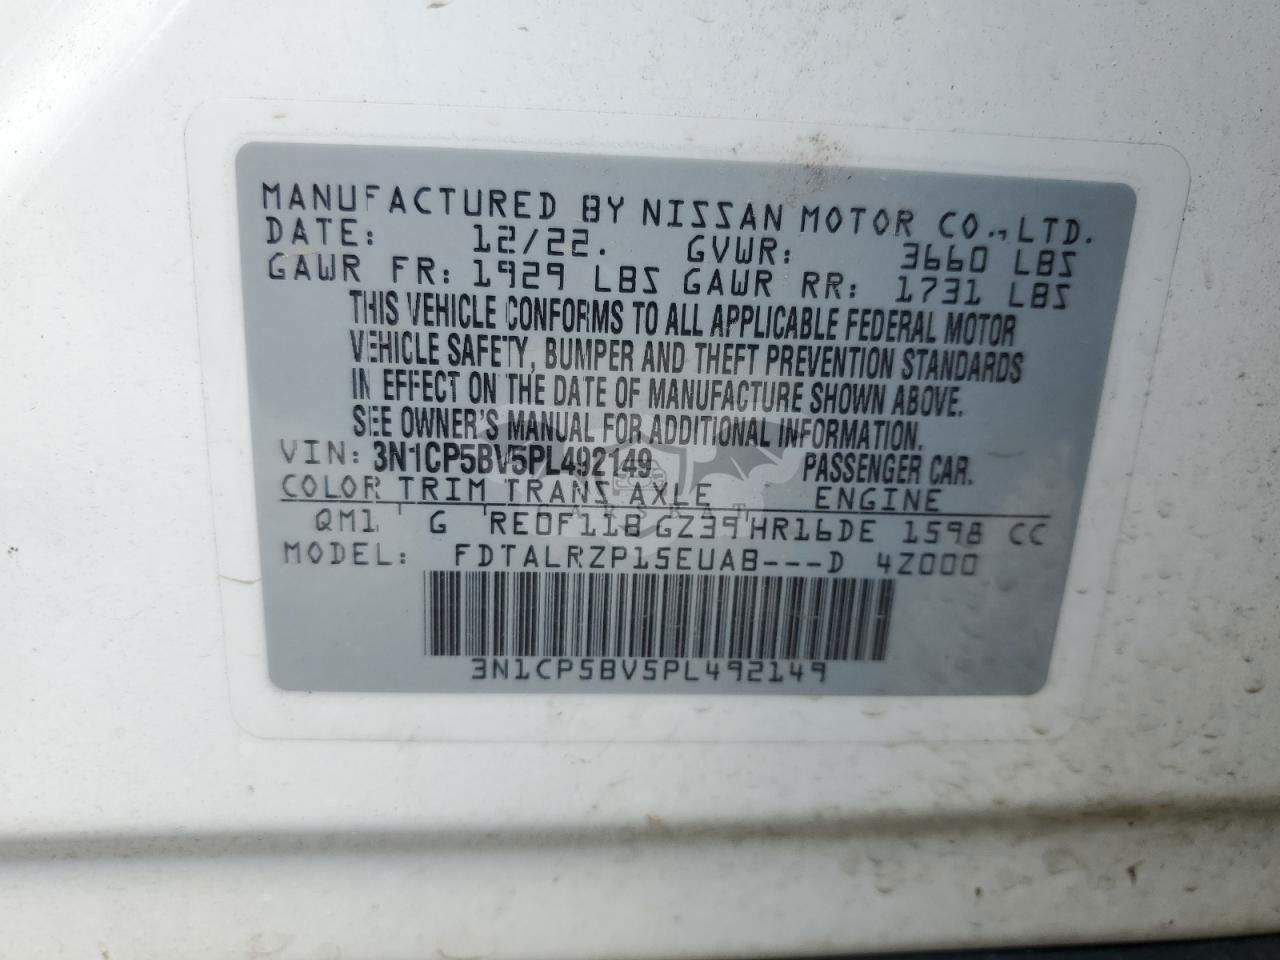 MANUFACTURED BY NISSAN MOTOR CO., LTD.
DATE: 12/22. GVWR: 3660 LBS
GAWR FR: 1929 LBS GAWR RR: 1731 LBS
THIS VEHICLE CONFORMS TO ALL APPLICABLE FEDERAL MOTOR
VEHICLE SAFETY, BUMPER AND THEFT PREVENTION STANDARDS
IN EFFECT ON THE DATE OF MANUFACTURE SHOWN ABOVE.
SEE OWNER'S MANUAL FOR ADDITIONAL INFORMATION.
VIN: 3N1CP5BV5PL492149 PASSENGER CAR.
COLOR TRIM TRANS AXLE ENGINE
QM1 G RE0F11B GZ39 HR16DE 1598 CC
MODEL: FDTALRZP15EUAB---D 4Z000
3N1CP5BV5PL492149